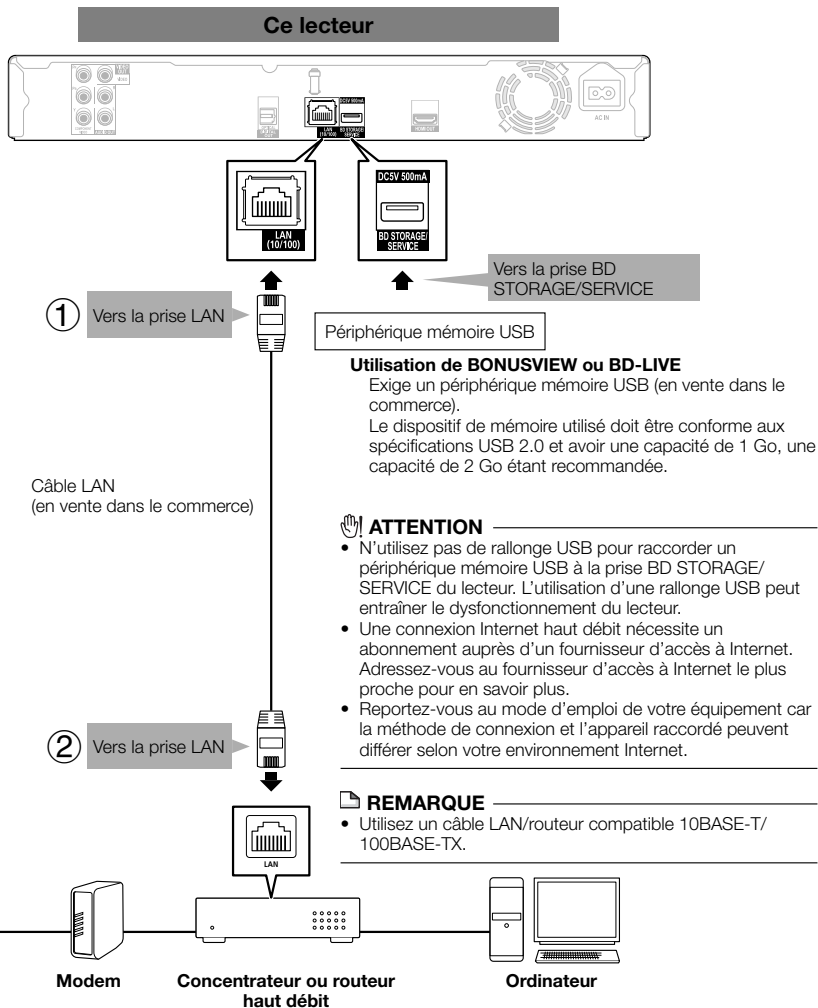 Ce lecteur
AC IN
HDMI OUT
DC5V 500mA
LAN
(10/100)
BD STORAGE/
SERVICE
LAN
(10/100)
DC5V 500mA
BD STORAGE/
SERVICE
Vers la prise BD
STORAGE/SERVICE
① Vers la prise LAN
Périphérique mémoire USB
Utilisation de BONUSVIEW ou BD-LIVE
Exige un périphérique mémoire USB (en vente dans le
commerce).
Le dispositif de mémoire utilisé doit être conforme aux
spécifications USB 2.0 et avoir une capacité de 1 Go, une
capacité de 2 Go étant recommandée.
Câble LAN
(en vente dans le commerce)
ATTENTION
• N’utilisez pas de rallonge USB pour raccorder un
périphérique mémoire USB à la prise BD STORAGE/
SERVICE du lecteur. L’utilisation d’une rallonge USB peut
entraîner le dysfonctionnement du lecteur.
• Une connexion Internet haut débit nécessite un
abonnement auprès d’un fournisseur d’accès à Internet.
Adressez-vous au fournisseur d’accès à Internet le plus
proche pour en savoir plus.
• Reportez-vous au mode d’emploi de votre équipement car
la méthode de connexion et l’appareil raccordé peuvent
différer selon votre environnement Internet.
② Vers la prise LAN
REMARQUE
• Utilisez un câble LAN/routeur compatible 10BASE-T/
100BASE-TX.
LAN
Modem
Concentrateur ou routeur
haut débit
Ordinateur